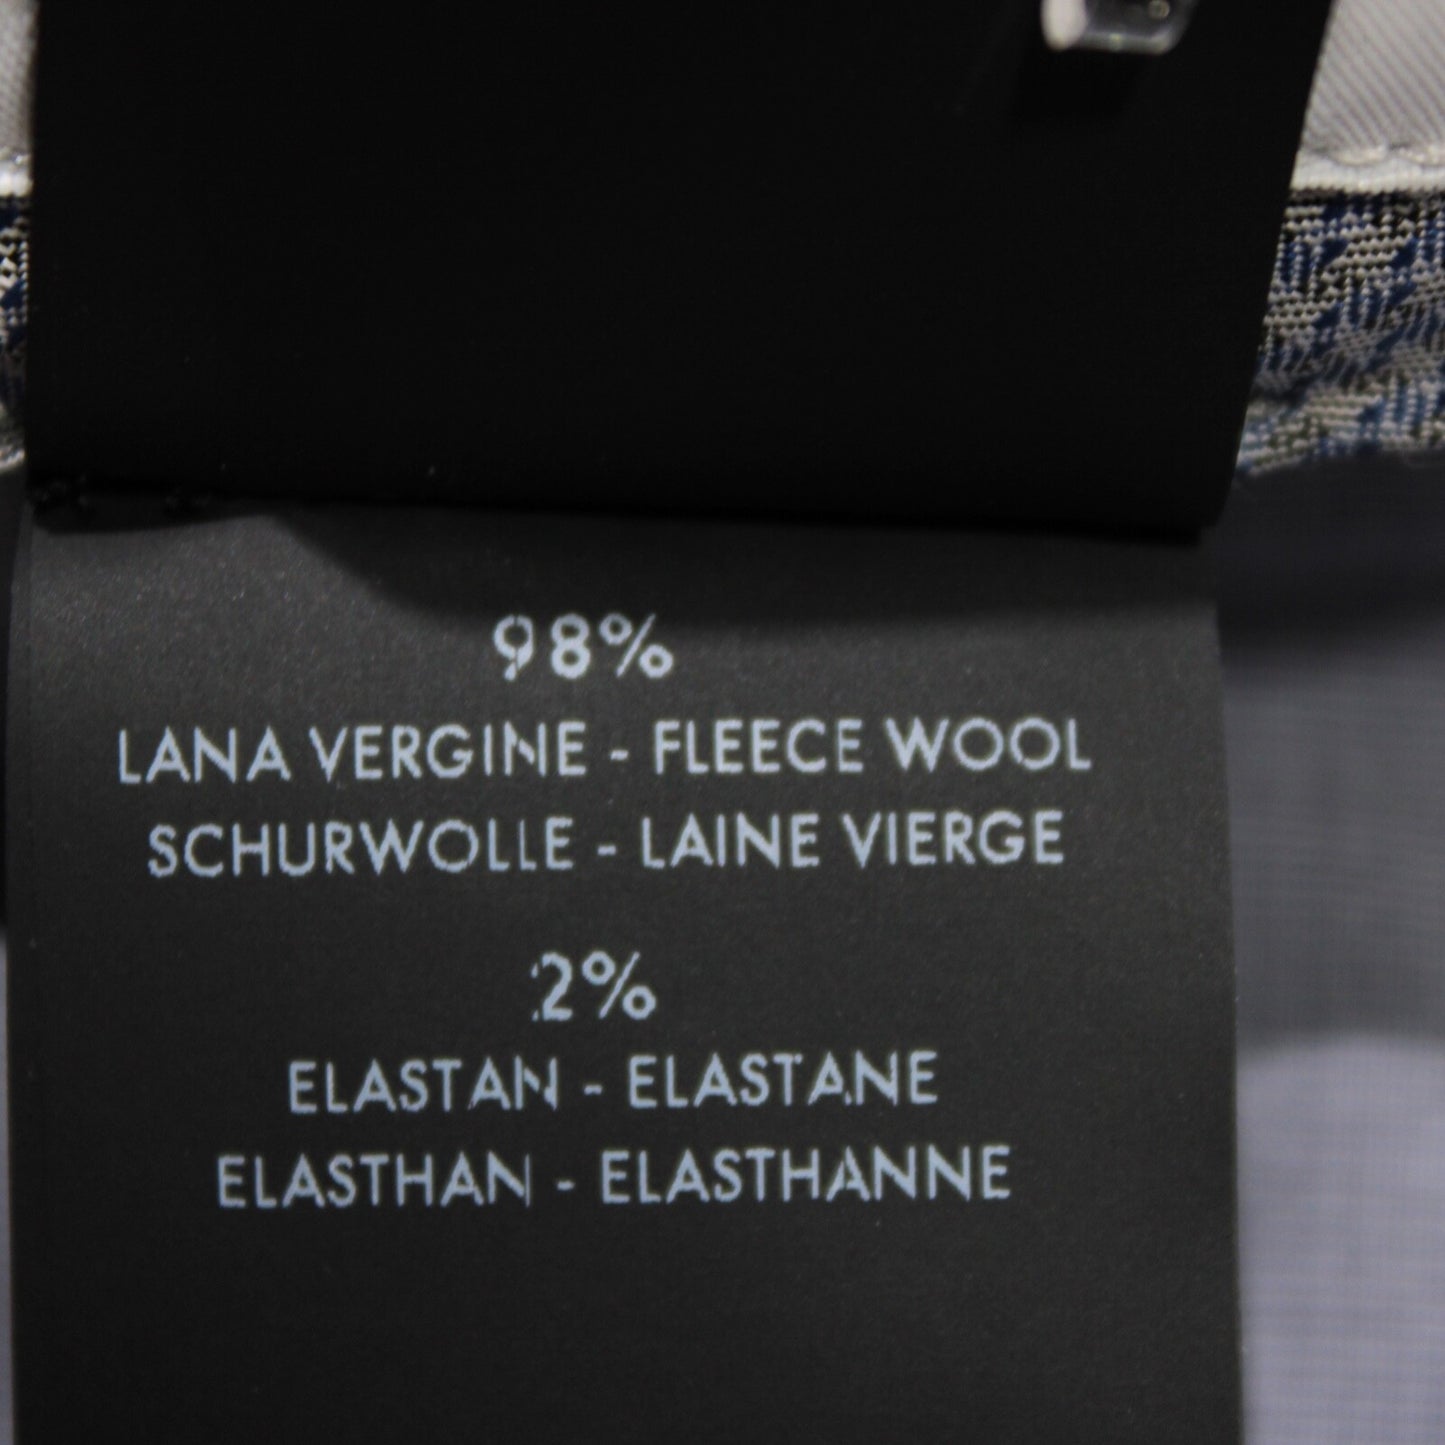 98%
LANA VERGINE - FLEECE WOOL
SCHURWOLLE - LAINE VIERGE
2%
ELASTAN - ELASTANE
ELASTHAN - ELASTHANNE